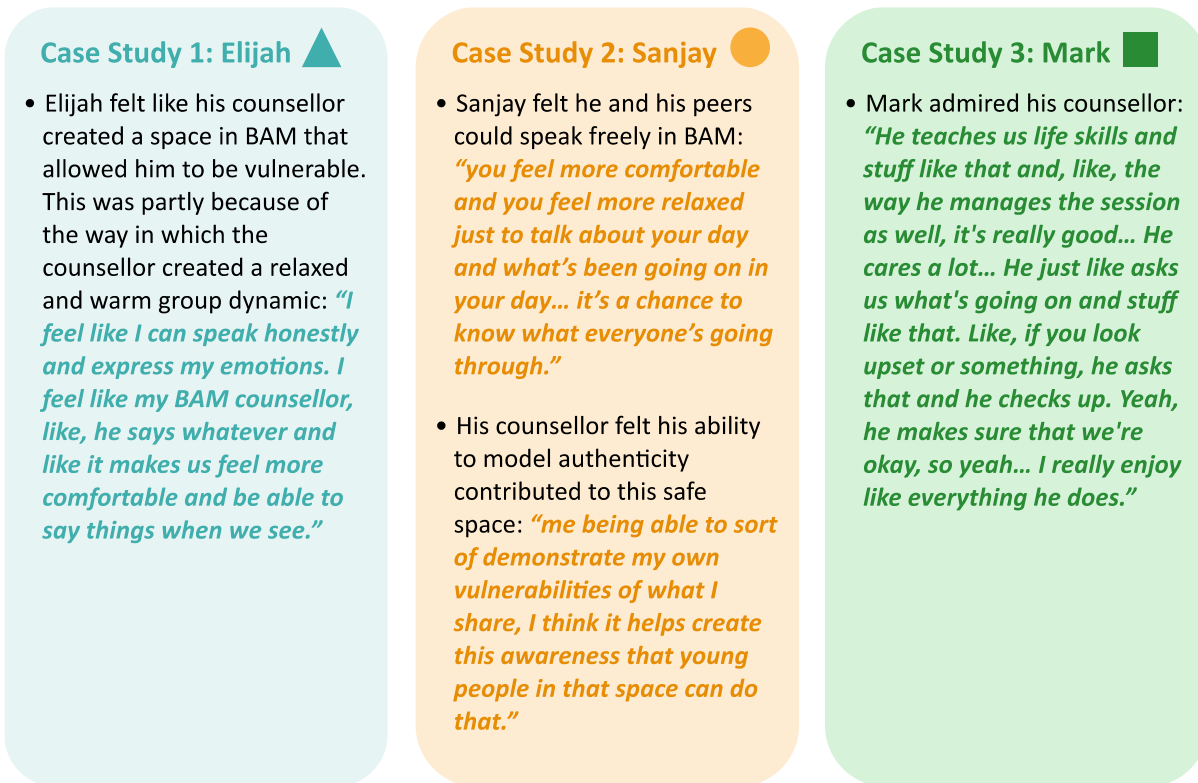 Case Study 1: Elijah
• Elijah felt like his counsellor
created a space in BAM that
allowed him to be vulnerable.
This was partly because of
the way in which the
counsellor created a relaxed
and warm group dynamic: “I
feel like I can speak honestly
and express my emotions. I
feel like my BAM counsellor,
like, he says whatever and
like it makes us feel more
comfortable and be able to
say things when we see.”
Case Study 2: Sanjay
• Sanjay felt he and his peers
could speak freely in BAM:
“you feel more comfortable
and you feel more relaxed
just to talk about your day
and what’s been going on in
your day… it’s a chance to
know what everyone’s going
through.”
• His counsellor felt his ability
to model authenticity
contributed to this safe
space: “me being able to sort
of demonstrate my own
vulnerabilities of what I
share, I think it helps create
this awareness that young
people in that space can do
that.”
Case Study 3: Mark
• Mark admired his counsellor:
“He teaches us life skills and
stuff like that and, like, the
way he manages the session
as well, it's really good… He
cares a lot… He just like asks
us what's going on and stuff
like that. Like, if you look
upset or something, he asks
that and he checks up. Yeah,
he makes sure that we're
okay, so yeah… I really enjoy
like everything he does.”